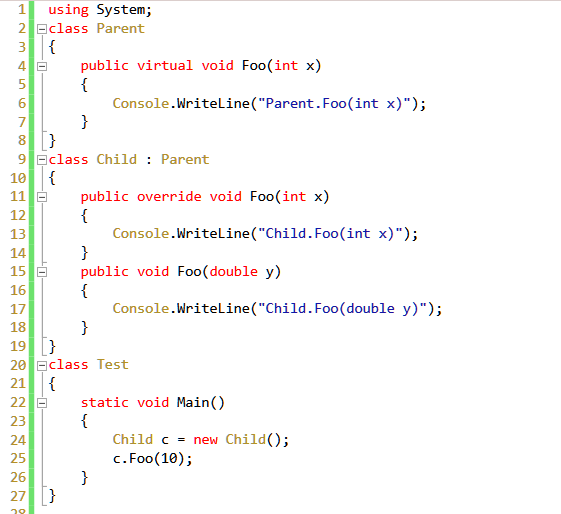 1 using System;
2 class Parent
3 {
4     public virtual void Foo(int x)
5     {
6         Console.WriteLine("Parent.Foo(int x)");
7     }
8 }
9 class Child : Parent
10 {
11     public override void Foo(int x)
12     {
13         Console.WriteLine("Child.Foo(int x)");
14     }
15     public void Foo(double y)
16     {
17         Console.WriteLine("Child.Foo(double y)");
18     }
19 }
20 class Test
21 {
22     static void Main()
23     {
24         Child c = new Child();
25         c.Foo(10);
26     }
27 }
28